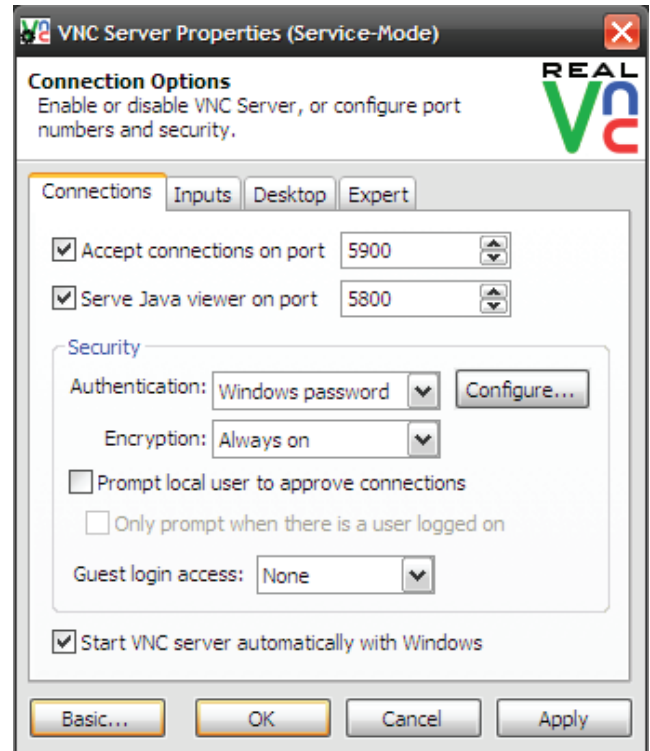 VNC Server Properties (Service-Mode)
Connection Options
Enable or disable VNC Server, or configure port
numbers and security.
REAL
Vnc
Connections Inputs Desktop Expert
Accept connections on port 5900
Serve Java viewer on port 5800
Security
Authentication: Windows password Configure...
Encryption: Always on
Prompt local user to approve connections
Only prompt when there is a user logged on
Guest login access: None
Start VNC server automatically with Windows
Basic... OK Cancel Apply